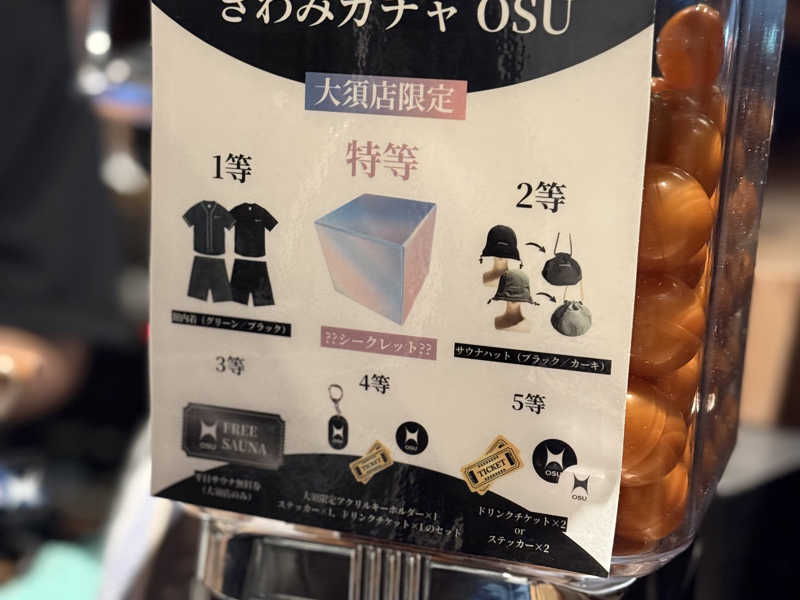 さわみガチャ OSU
大須店限定
特等
1等
2等
館内着（グリーン／ブラック）
??シークレット??
サウナハット（ブラック／カーキ）
3等
4等
5等
FREE
SAUNA
OSU
OSU
OSU
TICKET
TICKET
OSU
OSU
平日サウナ無料券
（大須店のみ）
大須限定アクリルキーホルダー×1
ステッカー×1、ドリンクチケット×1のセット
ドリンクチケット×2
or
ステッカー×2